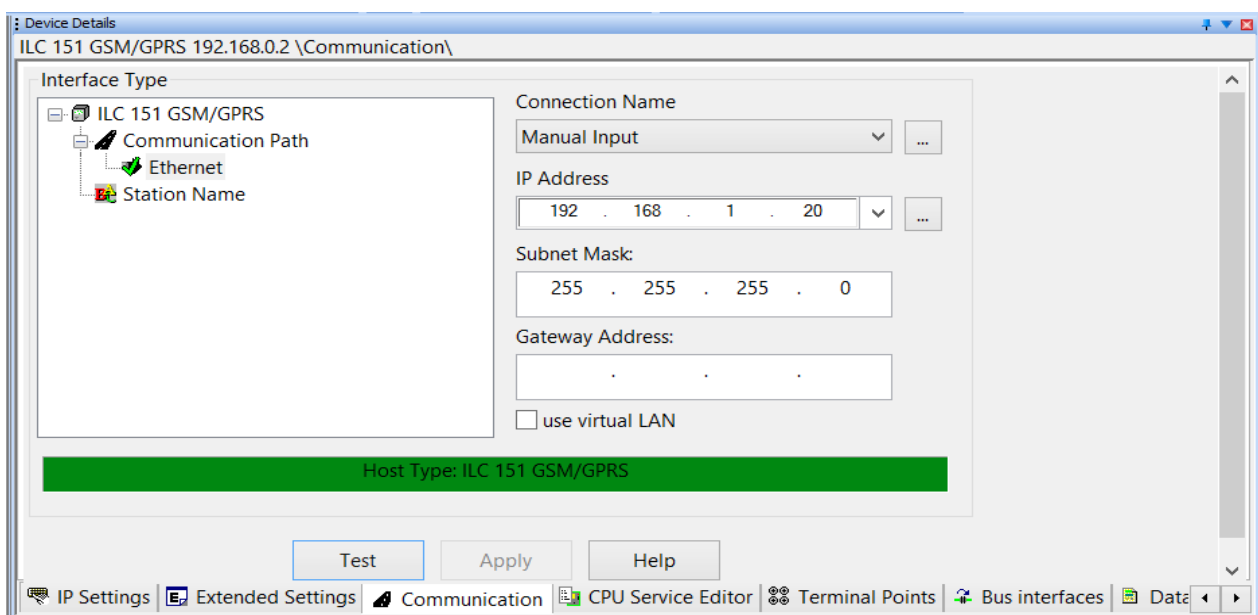 Device Details
ILC 151 GSM/GPRS 192.168.0.2 \Communication\
Interface Type
ILC 151 GSM/GPRS
Communication Path
Ethernet
Station Name
Connection Name
Manual Input
...
IP Address
192 . 168 . 1 . 20
...
Subnet Mask:
255 . 255 . 255 . 0
Gateway Address:
. . .
use virtual LAN
Host Type: ILC 151 GSM/GPRS
Test Apply Help
IP Settings Extended Settings Communication CPU Service Editor Terminal Points Bus interfaces Data